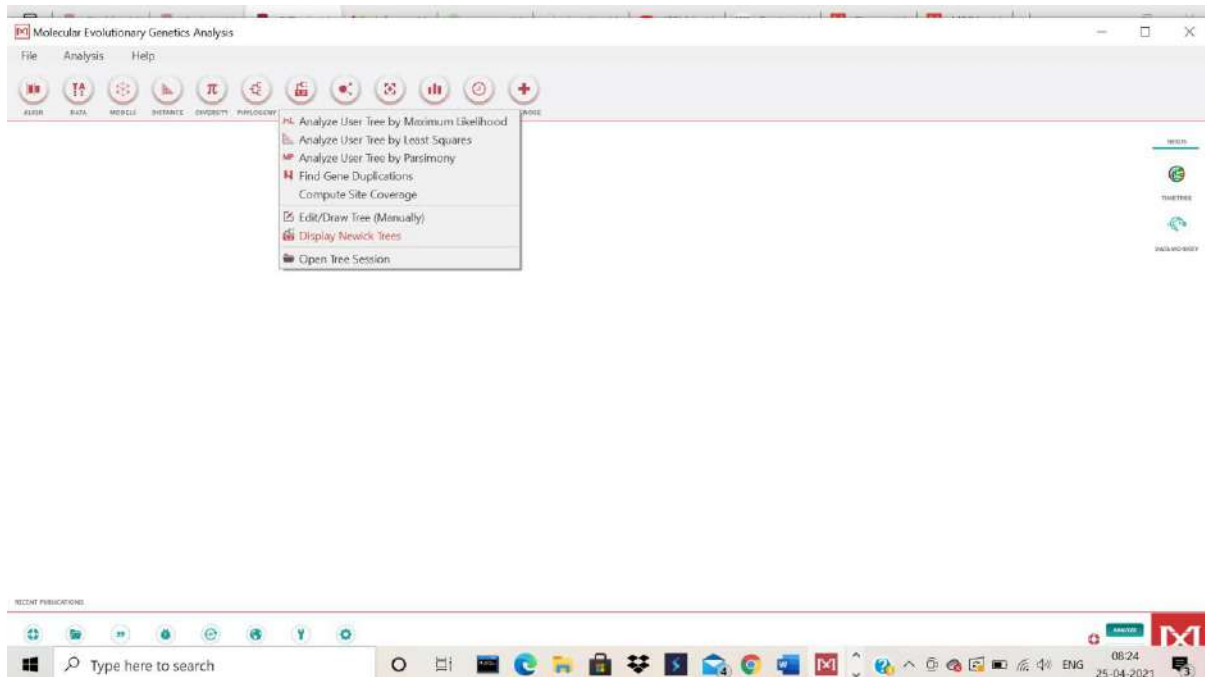 Molecular Evolutionary Genetics Analysis
File Analysis Help
ALIGN DATA MODELS DISTANCE DIVERSITY PHYLOGENY
ML Analyze User Tree by Maximum Likelihood
Analyze User Tree by Least Squares
MP Analyze User Tree by Parsimony
Find Gene Duplications
Compute Site Coverage
Edit/Draw Tree (Manually)
Display Newick Trees
Open Tree Session
TIMETREE
RECENT PUBLICATIONS
ANALYZE
Type here to search
ENG
08:24
25-04-2021